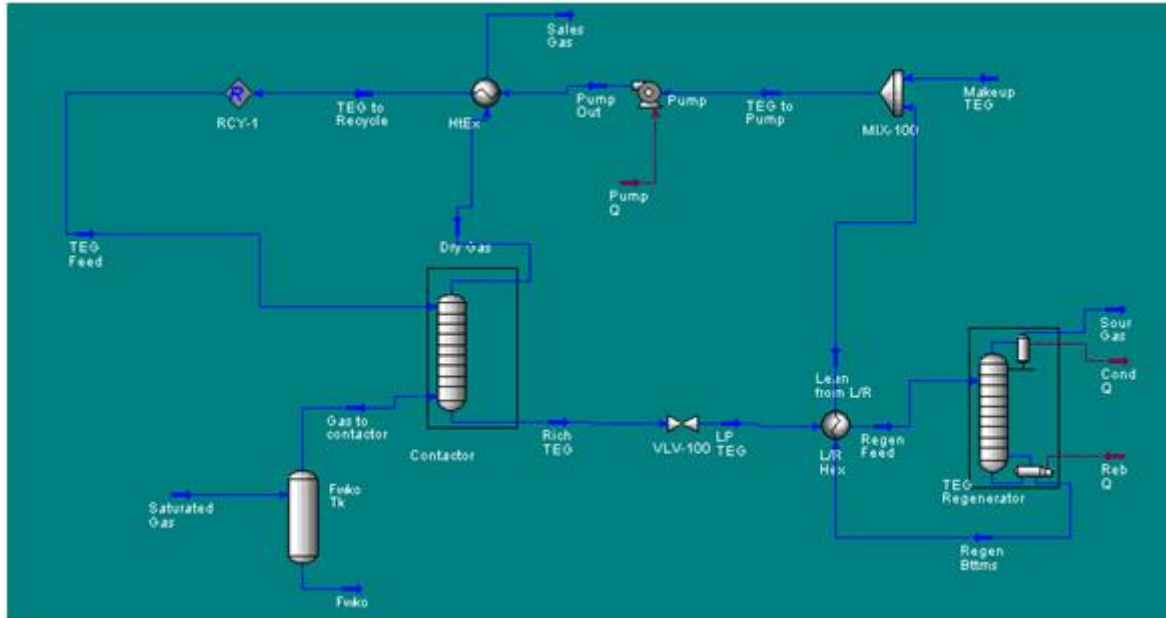 Sales
Gas
R
RCY-1
TEG to
Recycle
HtEx
Pump
Out
Pump
TEG to
Pump
MIX-100
Makeup
TEG
Pump
Q
TEG
Feed
Dry Gas
Contactor
Gas to
contactor
Rich
TEG
VLV-100
LP
TEG
Lean
from L/R
L/R
Hex
Regen
Feed
Sour
Gas
Cond
Q
Reb
Q
TEG
Regenerator
Regen
Bttms
Saturated
Gas
Fwko
Tk
Fwko